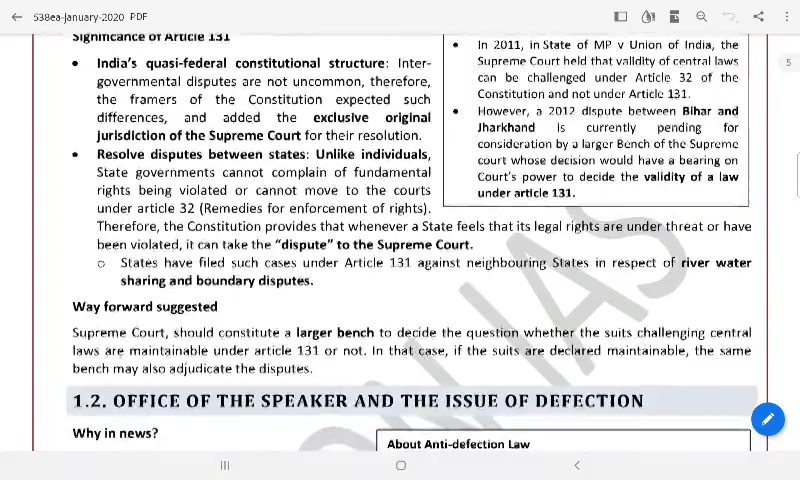 538ea-January-2020 PDF
5
Significance of Article 131
• India's quasi-federal constitutional structure: Inter-
governmental disputes are not uncommon, therefore,
the framers of the Constitution expected such
differences, and added the exclusive original
jurisdiction of the Supreme Court for their resolution.
• Resolve disputes between states: Unlike individuals,
State governments cannot complain of fundamental
rights being violated or cannot move to the courts
under article 32 (Remedies for enforcement of rights).
Therefore, the Constitution provides that whenever a State feels that its legal rights are under threat or have
been violated, it can take the "dispute" to the Supreme Court.
o States have filed such cases under Article 131 against neighbouring States in respect of river water
sharing and boundary disputes.
• In 2011, in State of MP v Union of India, the
Supreme Court held that validity of central laws
can be challenged under Article 32 of the
Constitution and not under Article 131.
• However, a 2012 dispute between Bihar and
Jharkhand is currently pending for
consideration by a larger Bench of the Supreme
court whose decision would have a bearing on
Court's power to decide the validity of a law
under article 131.
Way forward suggested
Supreme Court, should constitute a larger bench to decide the question whether the suits challenging central
laws are maintainable under article 131 or not. In that case, if the suits are declared maintainable, the same
bench may also adjudicate the disputes.
1.2. OFFICE OF THE SPEAKER AND THE ISSUE OF DEFECTION
Why in news?
About Anti-defection Law